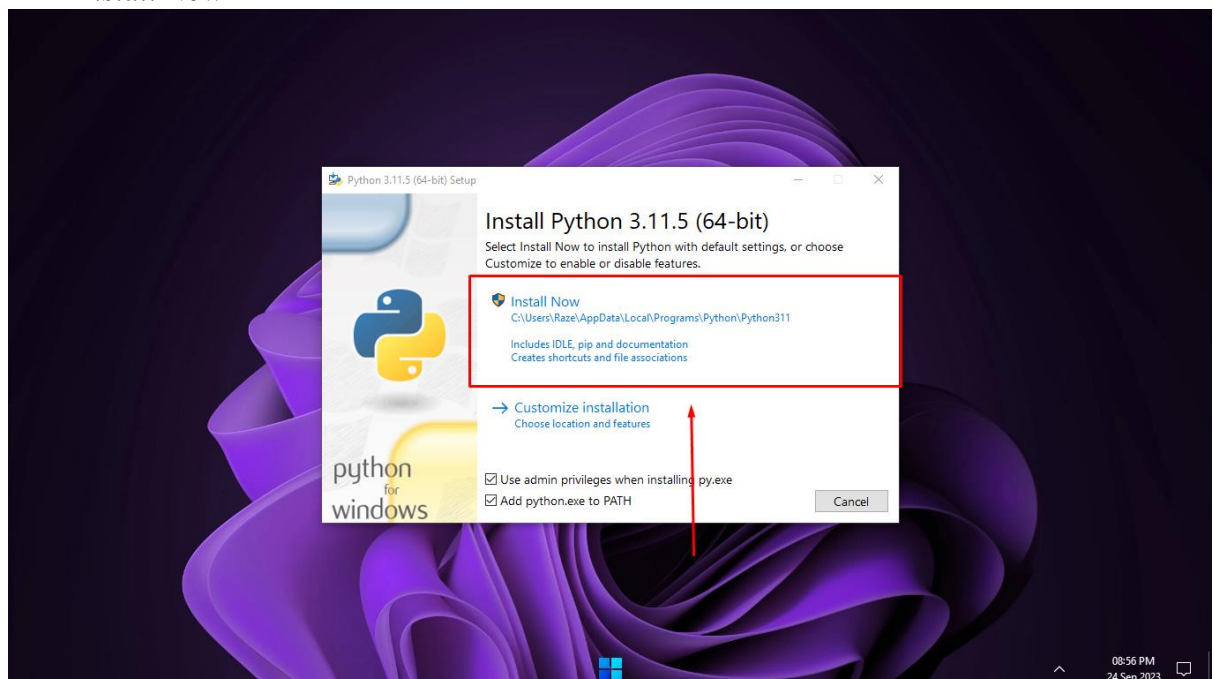 Python 3.11.5 (64-bit) Setup
Install Python 3.11.5 (64-bit)
Select Install Now to install Python with default settings, or choose
Customize to enable or disable features.
Install Now
C:\Users\Raze\AppData\Local\Programs\Python\Python311
Includes IDLE, pip and documentation
Creates shortcuts and file associations
Customize installation
Choose location and features
Use admin privileges when installing py.exe
Add python.exe to PATH
Cancel
python
for
windows
08:56 PM
24 Sep 2023